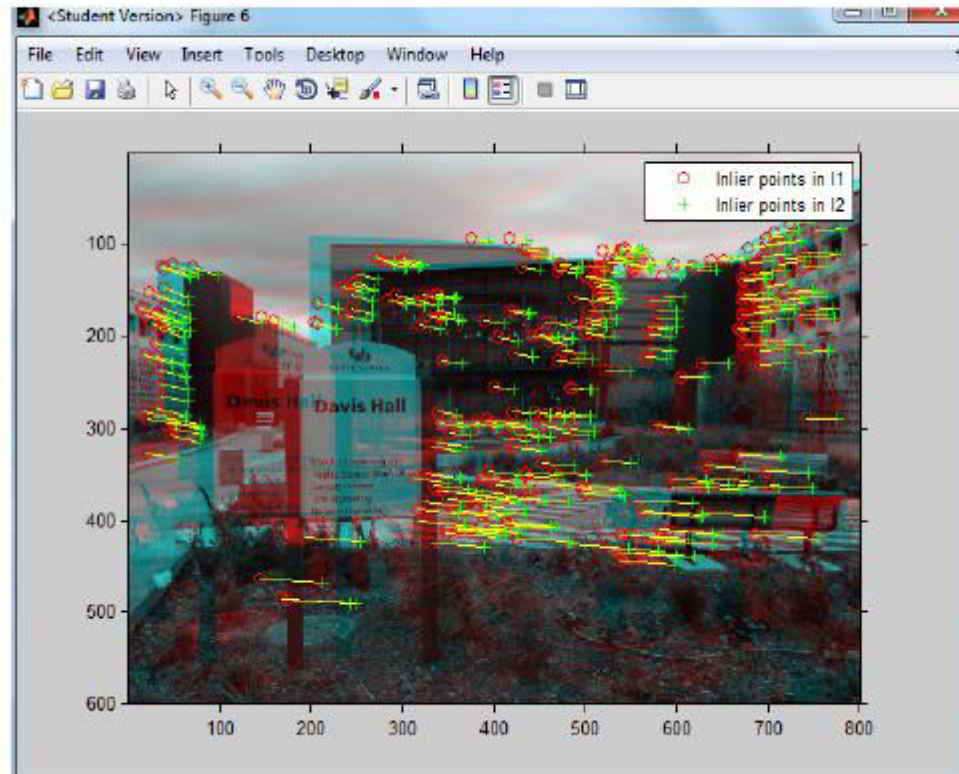 <Student Version> Figure 6
File Edit View Insert Tools Desktop Window Help
Inlier points in I1
Inlier points in I2
100
200
300
400
500
600
Davis Hall
Davis Hall
100 200 300 400 500 600 700 800